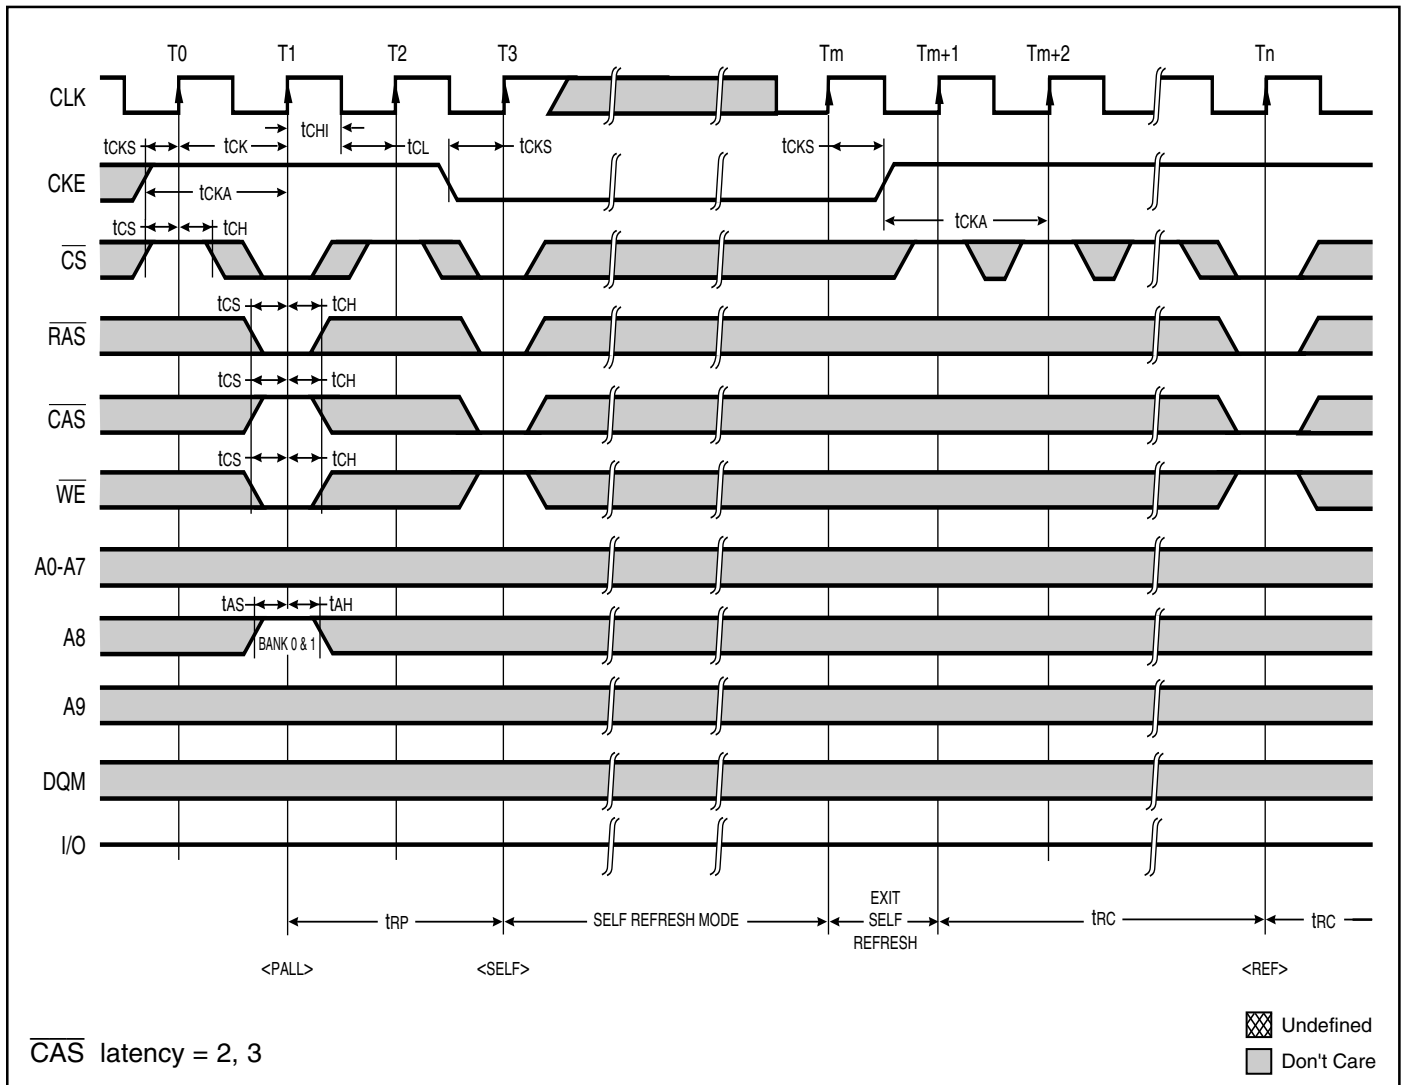 T0 T1 T2 T3 Tm Tm+1 Tm+2 Tn
CLK
tCHI
tCKS tCK tCL tCKS tCKS
CKE
tCKA tCKA
tCS tCH
CS
tCS tCH
RAS
tCS tCH
CAS
tCS tCH
WE
A0-A7
tAS tAH
A8 BANK 0 & 1
A9
DQM
I/O
tRP SELF REFRESH MODE EXIT SELF REFRESH tRC tRC
<PALL> <SELF> <REF>
Undefined
CAS latency = 2, 3
Don't Care